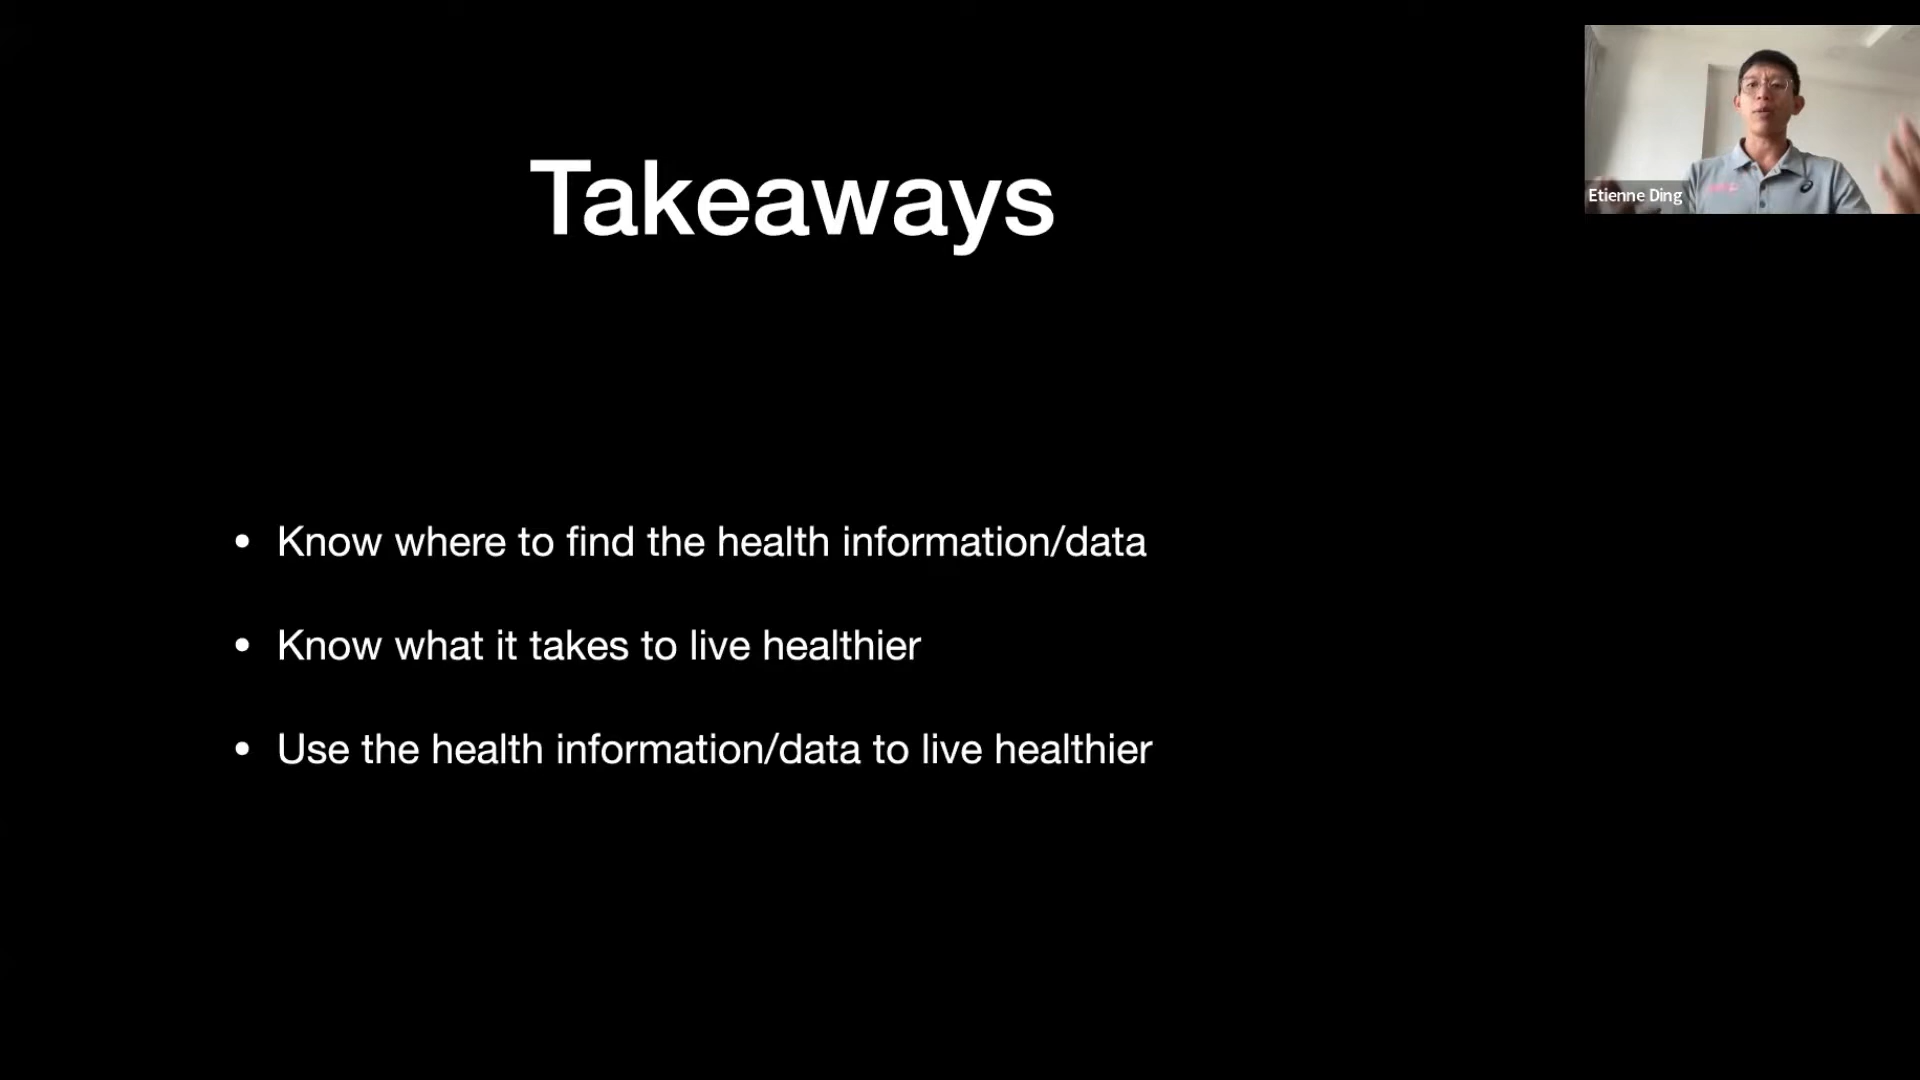 Takeaways
Etienne Ding
• Know where to find the health information/data
• Know what it takes to live healthier
• Use the health information/data to live healthier